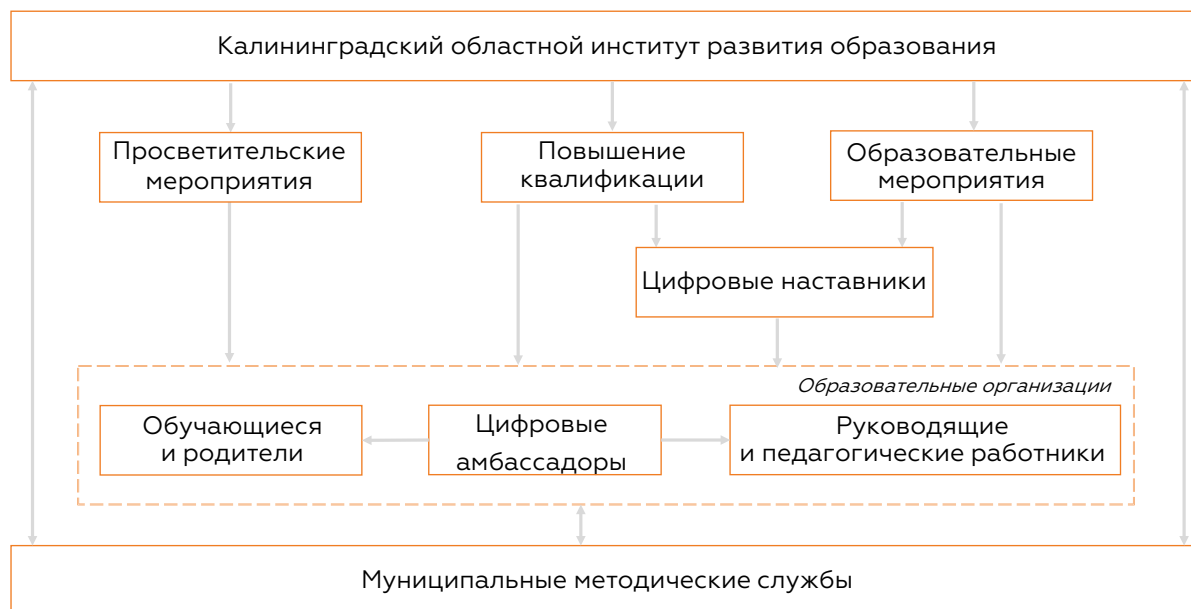 Калининградский областной институт развития образования
Просветительские
мероприятия
Повышение
квалификации
Образовательные
мероприятия
Цифровые наставники
Образовательные организации
Обучающиеся
и родители
Цифровые
амбассадоры
Руководящие
и педагогические работники
Муниципальные методические службы